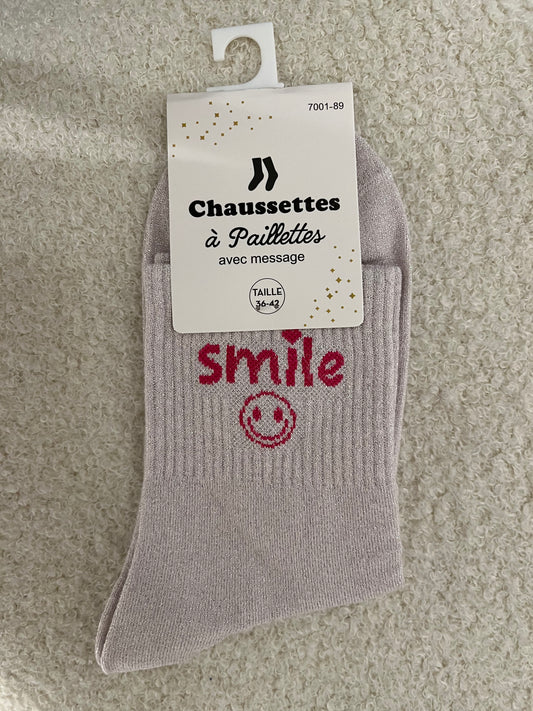 7001-89
Chaussettes
à Paillettes
avec message
TAILLE
36-42
smile